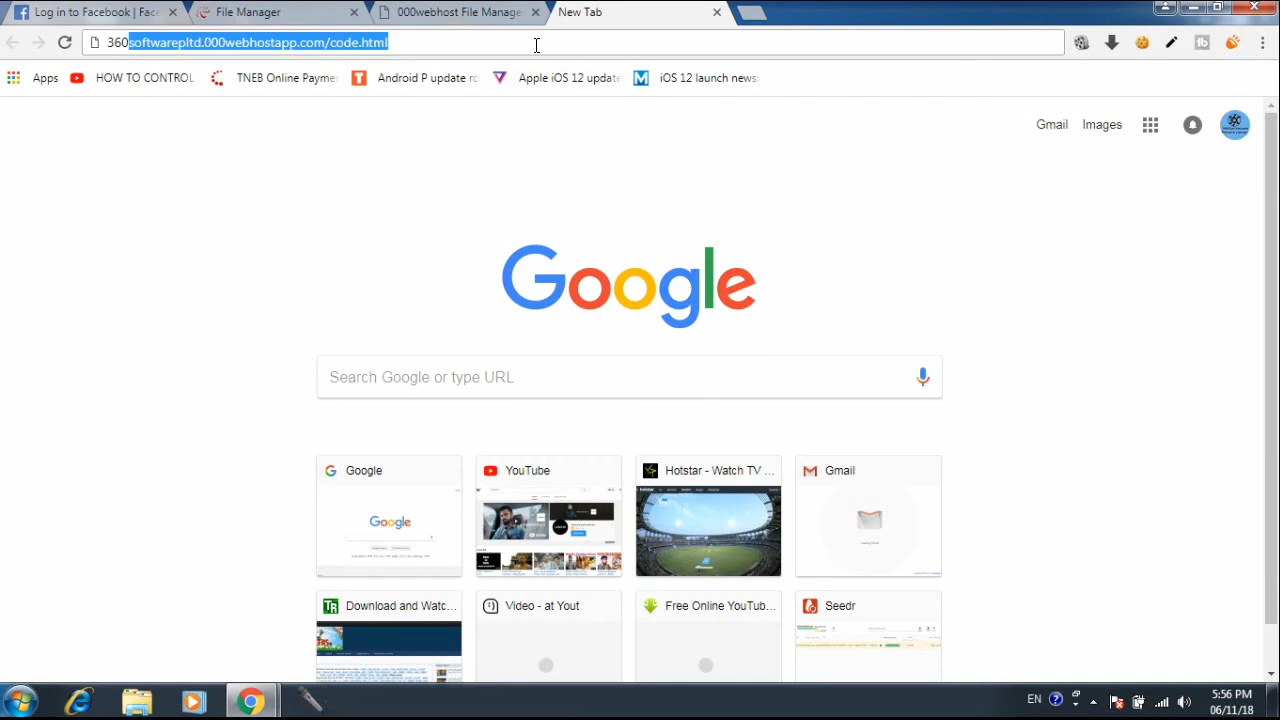 Log in to Facebook | Fac
File Manager
000webhost File Manage
New Tab
360softwarepltd.000webhostapp.com/code.html
Apps
HOW TO CONTROL
TNEB Online Payme
Android P update ro
Apple iOS 12 update
iOS 12 launch news:
Gmail
Images
Google
Search Google or type URL
Google
YouTube
Hotstar - Watch TV ...
Gmail
Google
Download and Watc...
Video - at Yout
Free Online YouTub...
Seedr
EN
5:56 PM
06/11/18